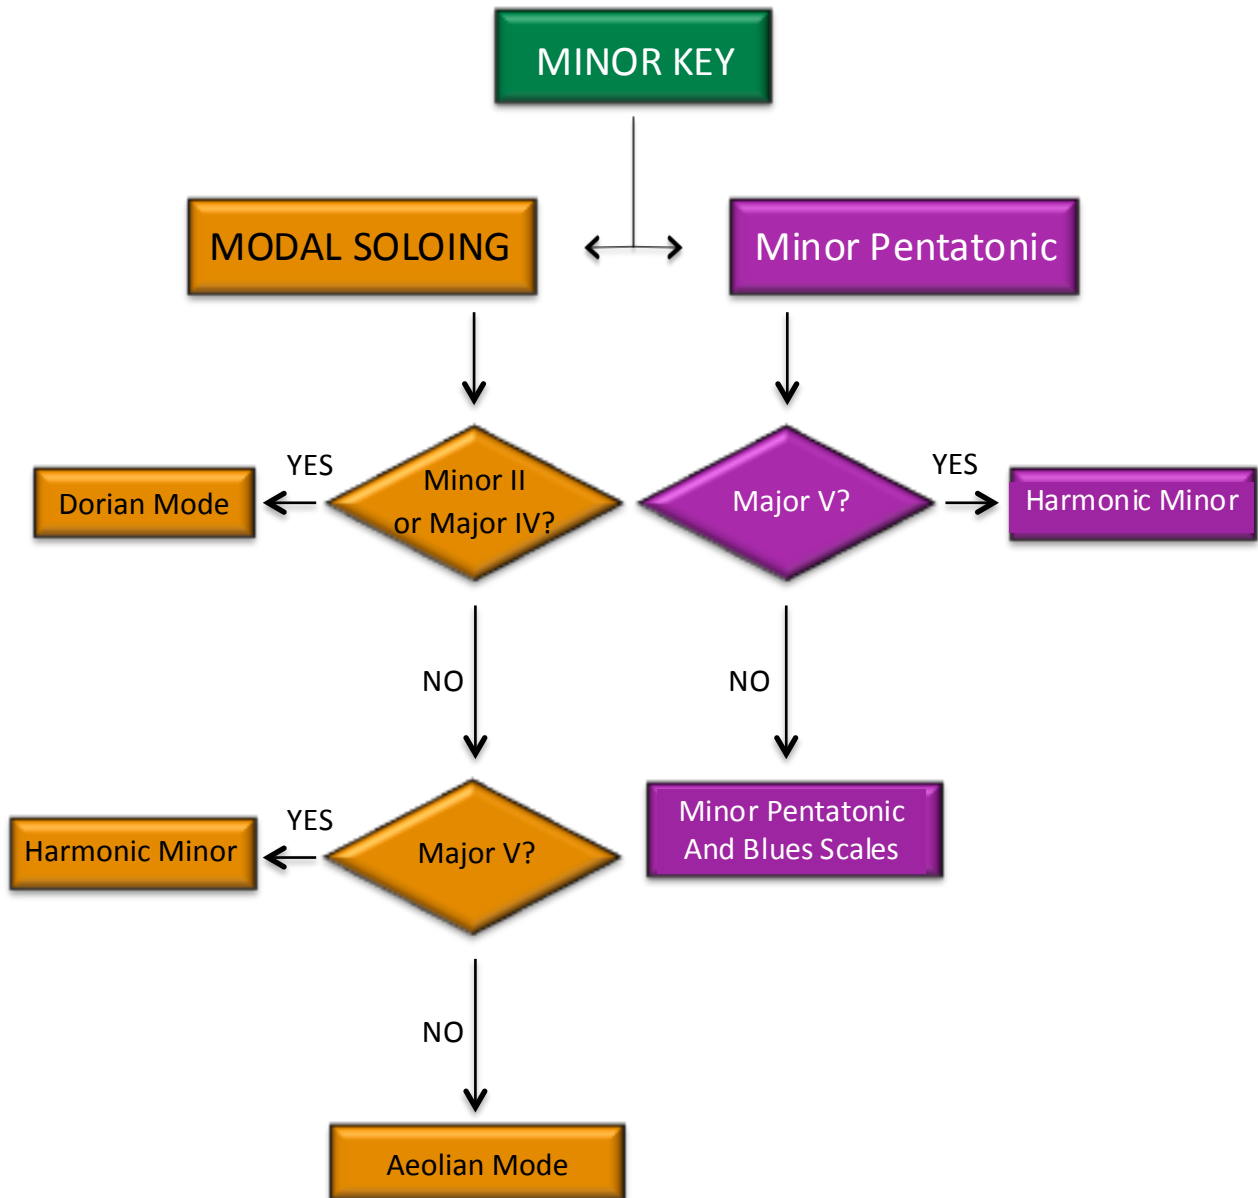 MINOR KEY
MODAL SOLOING
Minor Pentatonic
YES
Dorian Mode
Minor II
or Major IV?
Major V?
YES
Harmonic Minor
NO
NO
YES
Harmonic Minor
Major V?
Minor Pentatonic
And Blues Scales
NO
Aeolian Mode